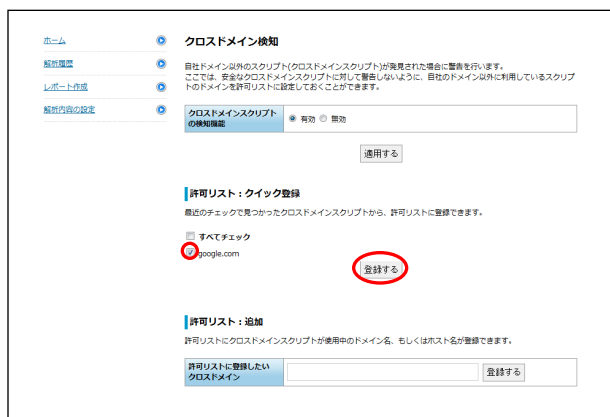 ホーム
解析履歴
レポート作成
解析内容の設定
クロスドメイン検知
自社ドメイン以外のスクリプト(クロスドメインスクリプト)が発見された場合に警告を行います。
ここでは、安全なクロスドメインスクリプトに対して警告しないように、自社のドメイン以外に利用しているスクリプ
トのドメインを許可リストに設定しておくことができます。
クロスドメインスクリプト
の検知機能
有効 無効
適用する
許可リスト：クイック登録
最近のチェックで見つかったクロスドメインスクリプトから、許可リストに登録できます。
すべてチェック
google.com
登録する
許可リスト：追加
許可リストにクロスドメインスクリプトが使用中のドメイン名、もしくはホスト名が登録できます。
許可リストに登録したい
クロスドメイン
登録する